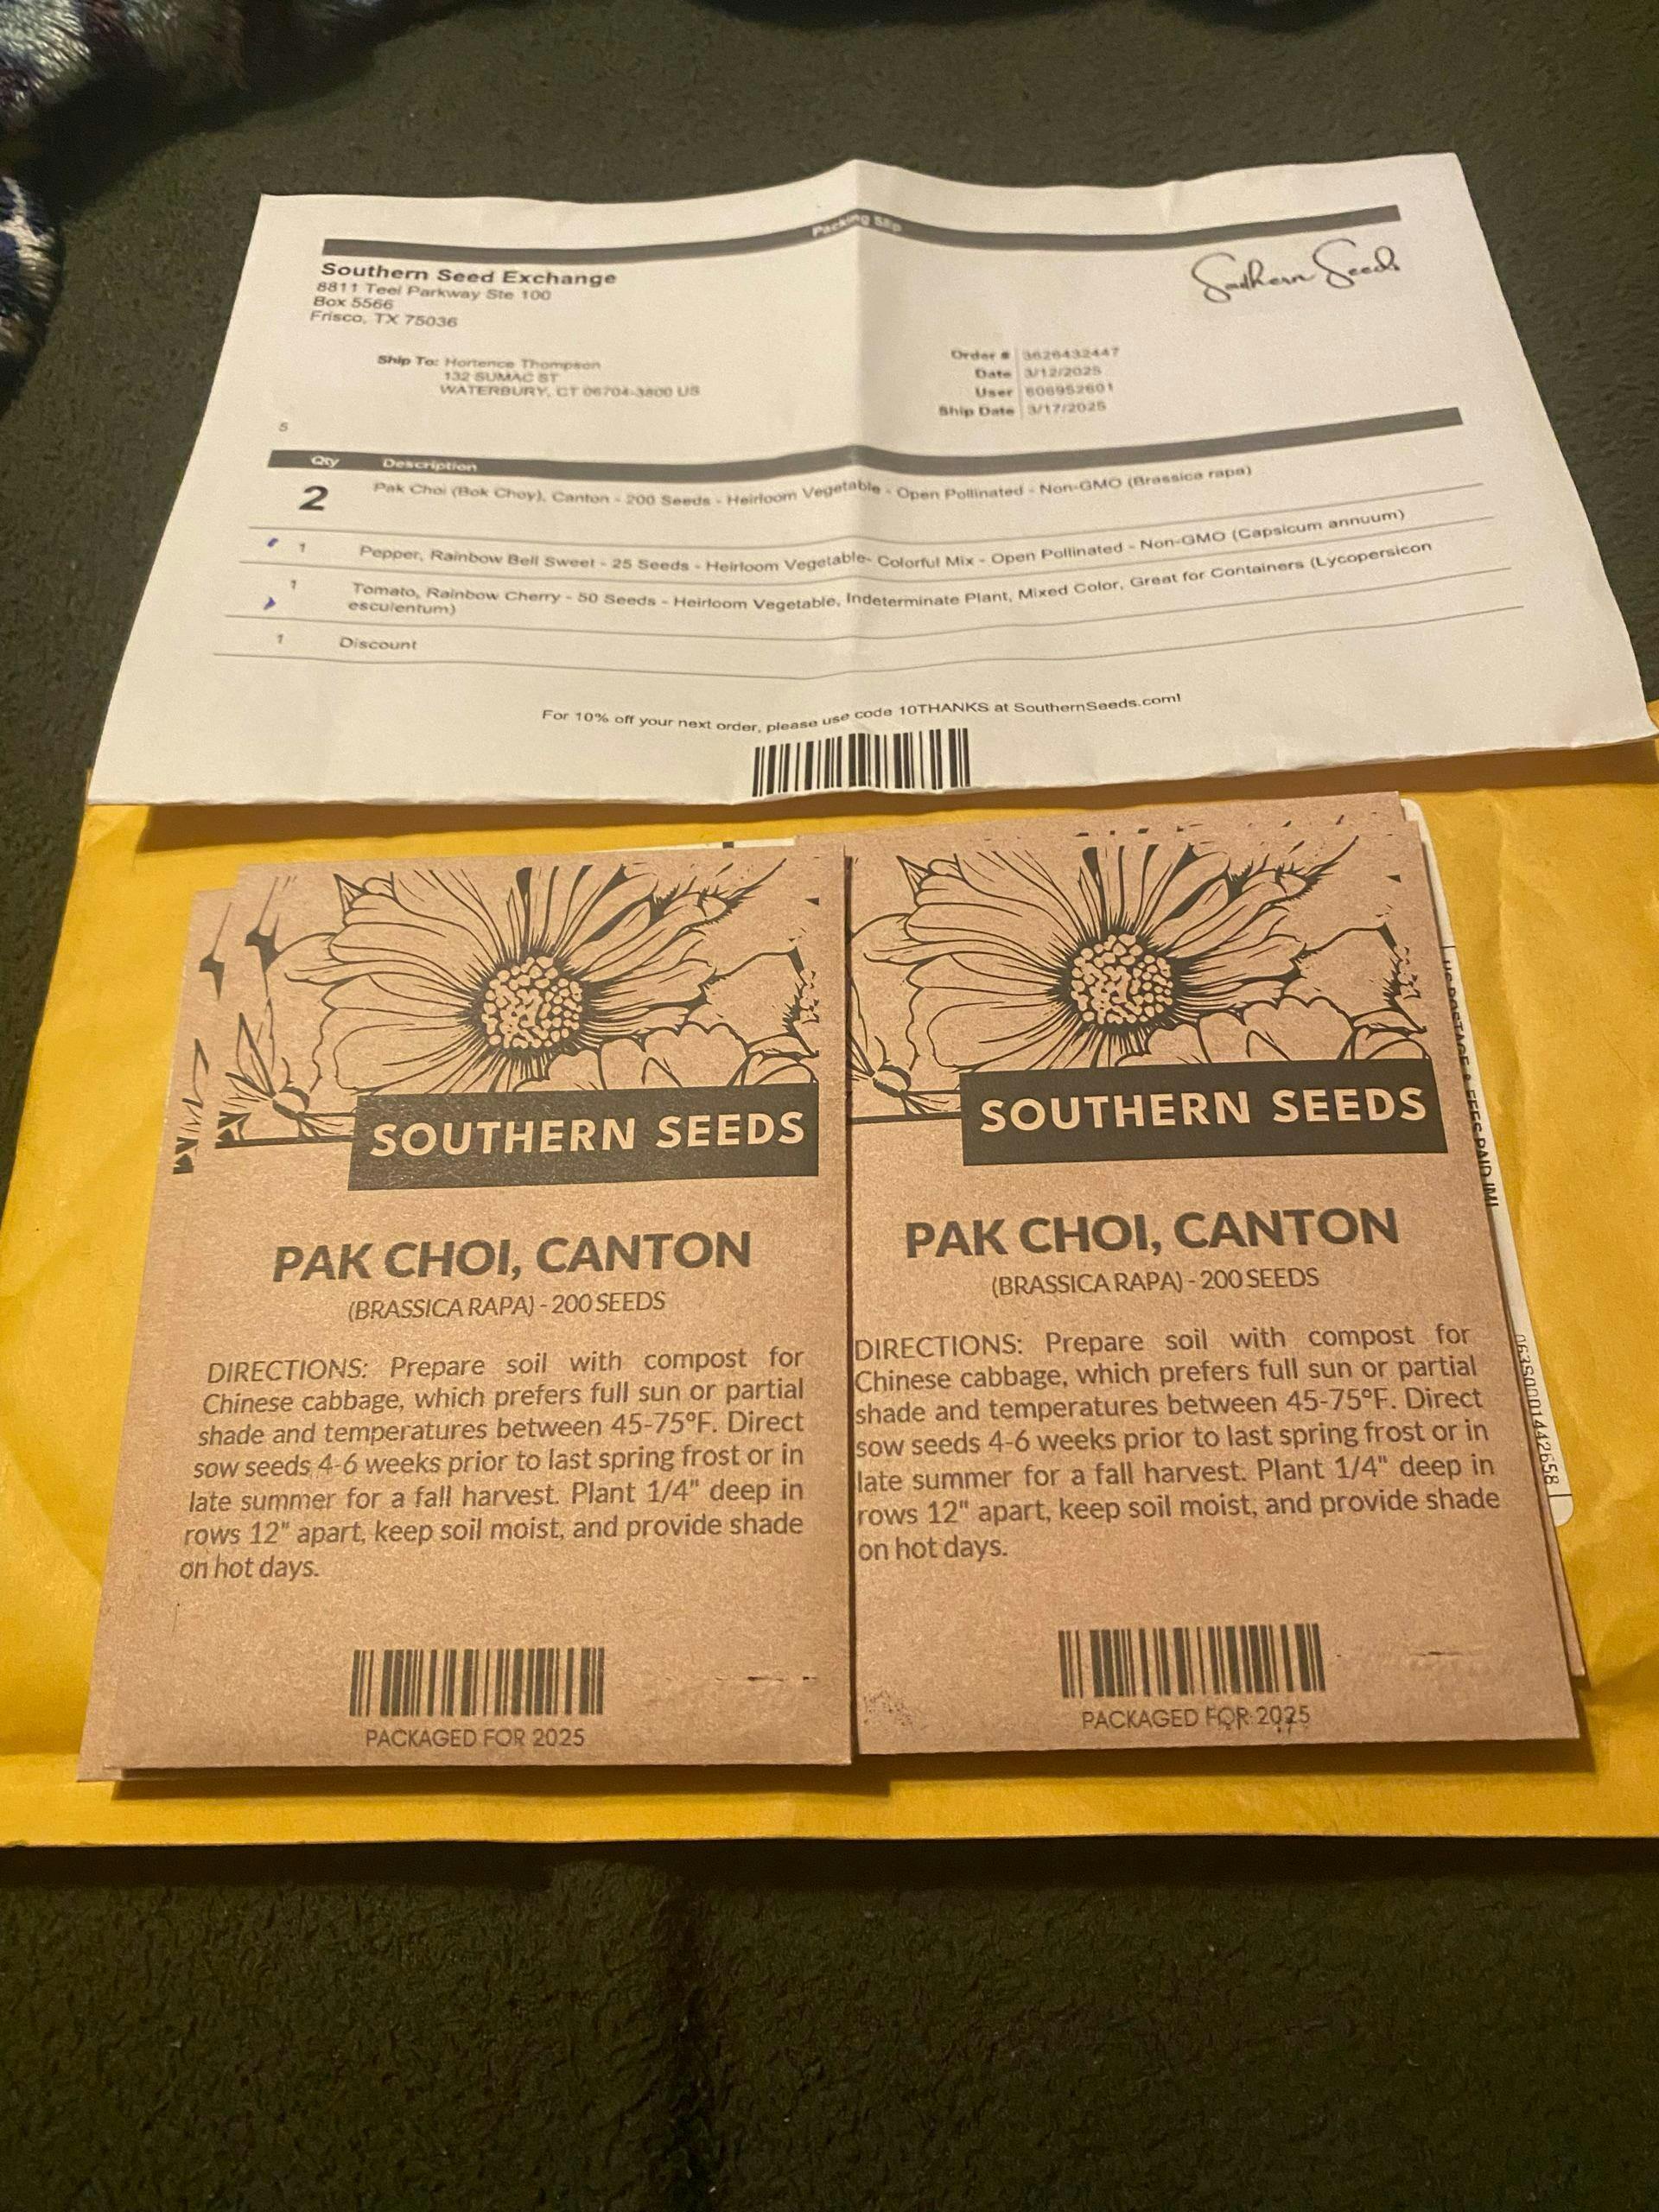 Packing Slip
Southern Seed Exchange
8811 Teel Parkway Ste 100
Box 5566
Frisco, TX 75036
Southern Seeds
Ship To: Hortence Thompson
132 SUMAC ST
WATERBURY, CT 06704-3800 US
Order # 3626432447
Date 3/12/2025
User 606952601
Ship Date 3/17/2025
5
Qty Description
2 Pak Choi (Bok Choy), Canton - 200 Seeds - Heirloom Vegetable - Open Pollinated - Non-GMO (Brassica rapa)
1 Pepper, Rainbow Bell Sweet - 25 Seeds - Heirloom Vegetable- Colorful Mix - Open Pollinated - Non-GMO (Capsicum annuum)
1 Tomato, Rainbow Cherry - 50 Seeds - Heirloom Vegetable, Indeterminate Plant, Mixed Color, Great for Containers (Lycopersicon
esculentum)
1 Discount
For 10% off your next order, please use code 10THANKS at SouthernSeeds.com!
SOUTHERN SEEDS
PAK CHOI, CANTON
(BRASSICA RAPA) - 200 SEEDS
DIRECTIONS: Prepare soil with compost for
Chinese cabbage, which prefers full sun or partial
shade and temperatures between 45-75°F. Direct
sow seeds 4-6 weeks prior to last spring frost or in
late summer for a fall harvest. Plant 1/4" deep in
rows 12" apart, keep soil moist, and provide shade
on hot days.
PACKAGED FOR 2025
SOUTHERN SEEDS
PAK CHOI, CANTON
(BRASSICA RAPA) - 200 SEEDS
DIRECTIONS: Prepare soil with compost for
Chinese cabbage, which prefers full sun or partial
shade and temperatures between 45-75°F. Direct
sow seeds 4-6 weeks prior to last spring frost or in
late summer for a fall harvest. Plant 1/4" deep in
rows 12" apart, keep soil moist, and provide shade
on hot days.
PACKAGED FOR 2025
US POSTAGE & FEES PAID IMI
063S0001442658